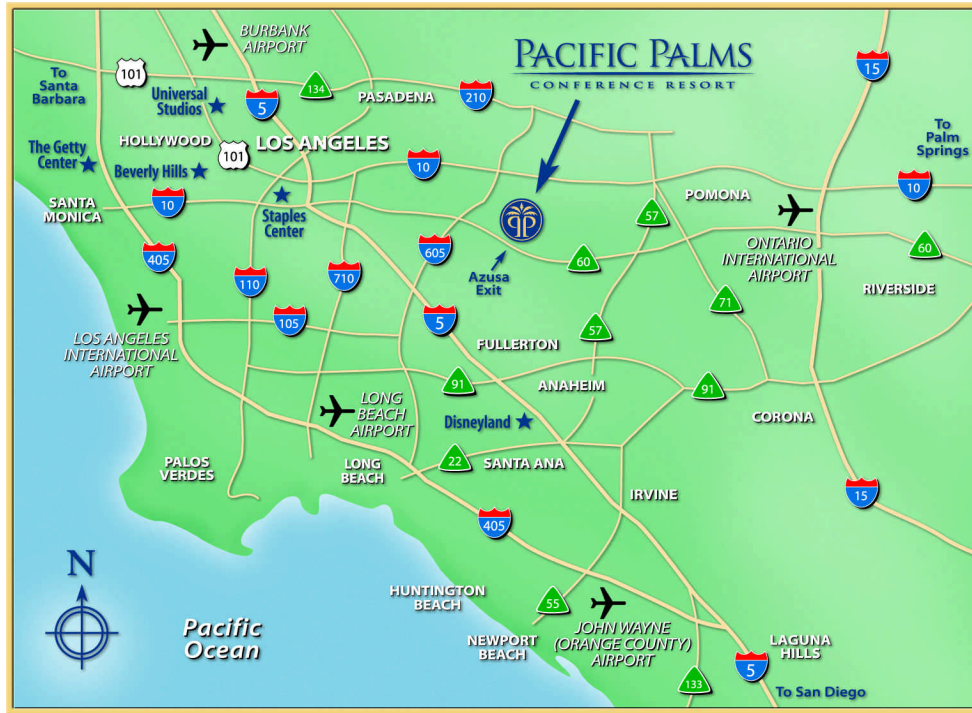 BURBANK
AIRPORT
PACIFIC PALMS
CONFERENCE RESORT
To
Santa
Barbara
101
134
5
15
Universal
Studios
PASADENA
210
HOLLYWOOD
LOS ANGELES
101
To
Palm
Springs
The Getty
Center
Beverly Hills
10
10
SANTA
MONICA
10
Staples
Center
POMONA
57
405
110
710
605
Azusa
Exit
60
ONTARIO
INTERNATIONAL
AIRPORT
60
RIVERSIDE
71
105
5
57
LOS ANGELES
INTERNATIONAL
AIRPORT
FULLERTON
91
ANAHEIM
91
LONG
BEACH
AIRPORT
Disneyland
CORONA
PALOS
VERDES
LONG
BEACH
22
SANTA ANA
IRVINE
15
405
N
HUNTINGTON
BEACH
55
Pacific
Ocean
NEWPORT
BEACH
JOHN WAYNE
(ORANGE COUNTY)
AIRPORT
LAGUNA
HILLS
5
133
To San Diego